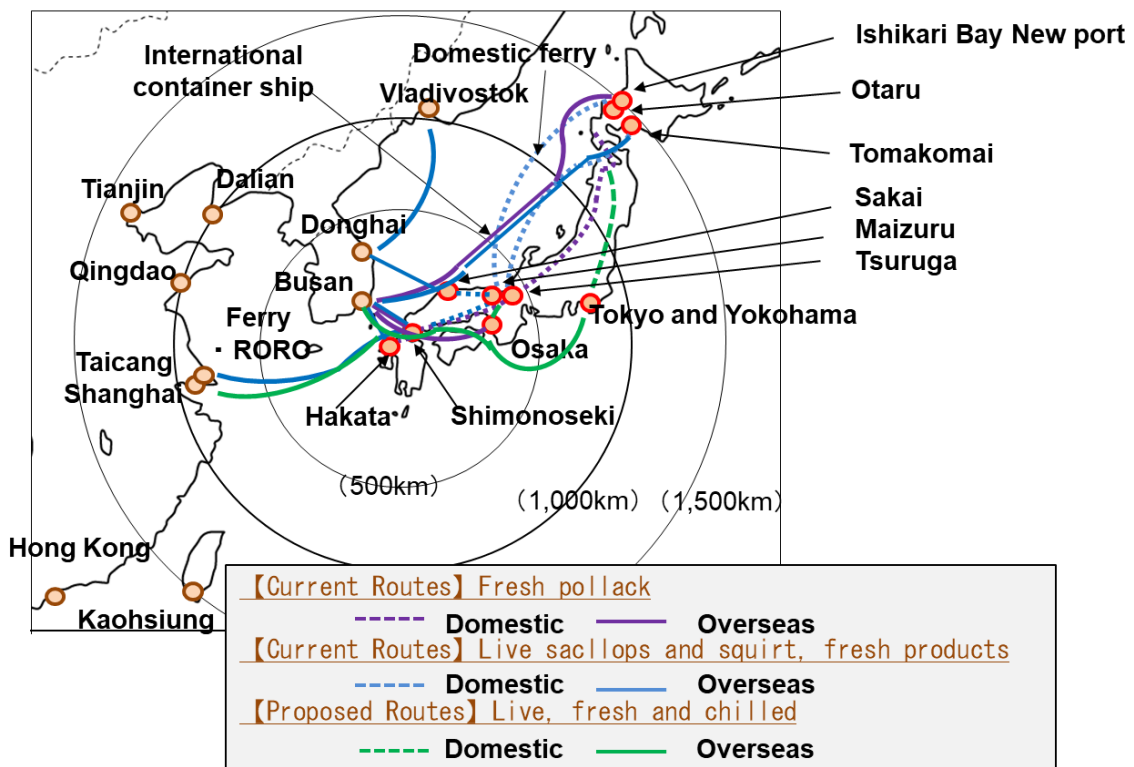 Ishikari Bay New port
International
container ship
Domestic ferry
Vladivostok
Otaru
Tomakomai
Tianjin
Dalian
Sakai
Donghai
Maizuru
Qingdao
Busan
Tsuruga
Ferry
・RORO
Tokyo and Yokohama
Osaka
Taicang
Shanghai
Hakata
Shimonoseki
(500km)
(1,000km)
(1,500km)
Hong Kong
Kaohsiung
【Current Routes】Fresh pollack
Domestic Overseas
【Current Routes】Live sacllops and squirt, fresh products
Domestic Overseas
【Proposed Routes】Live, fresh and chilled
Domestic Overseas